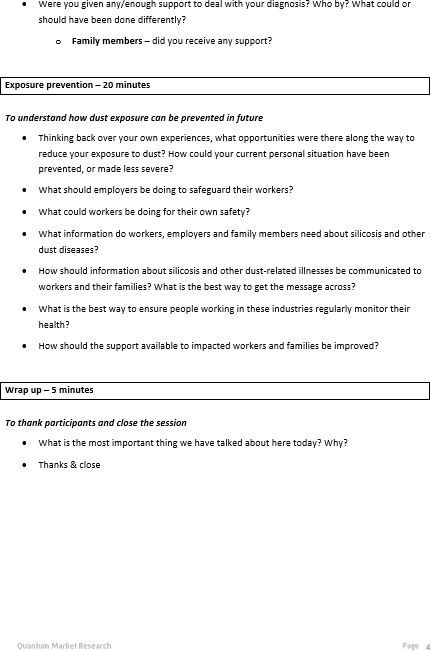 • Were you given any/enough support to deal with your diagnosis? Who by? What could or
should have been done differently?
o Family members – did you receive any support?
Exposure prevention – 20 minutes
To understand how dust exposure can be prevented in future
• Thinking back over your own experiences, what opportunities were there along the way to
reduce your exposure to dust? How could your current personal situation have been
prevented, or made less severe?
• What should employers be doing to safeguard their workers?
• What could workers be doing for their own safety?
• What information do workers, employers and family members need about silicosis and other
dust diseases?
• How should information about silicosis and other dust-related illnesses be communicated to
workers and their families? What is the best way to get the message across?
• What is the best way to ensure people working in these industries regularly monitor their
health?
• How should the support available to impacted workers and families be improved?
Wrap up – 5 minutes
To thank participants and close the session
• What is the most important thing we have talked about here today? Why?
• Thanks & close
Quantum Market Research Page 4